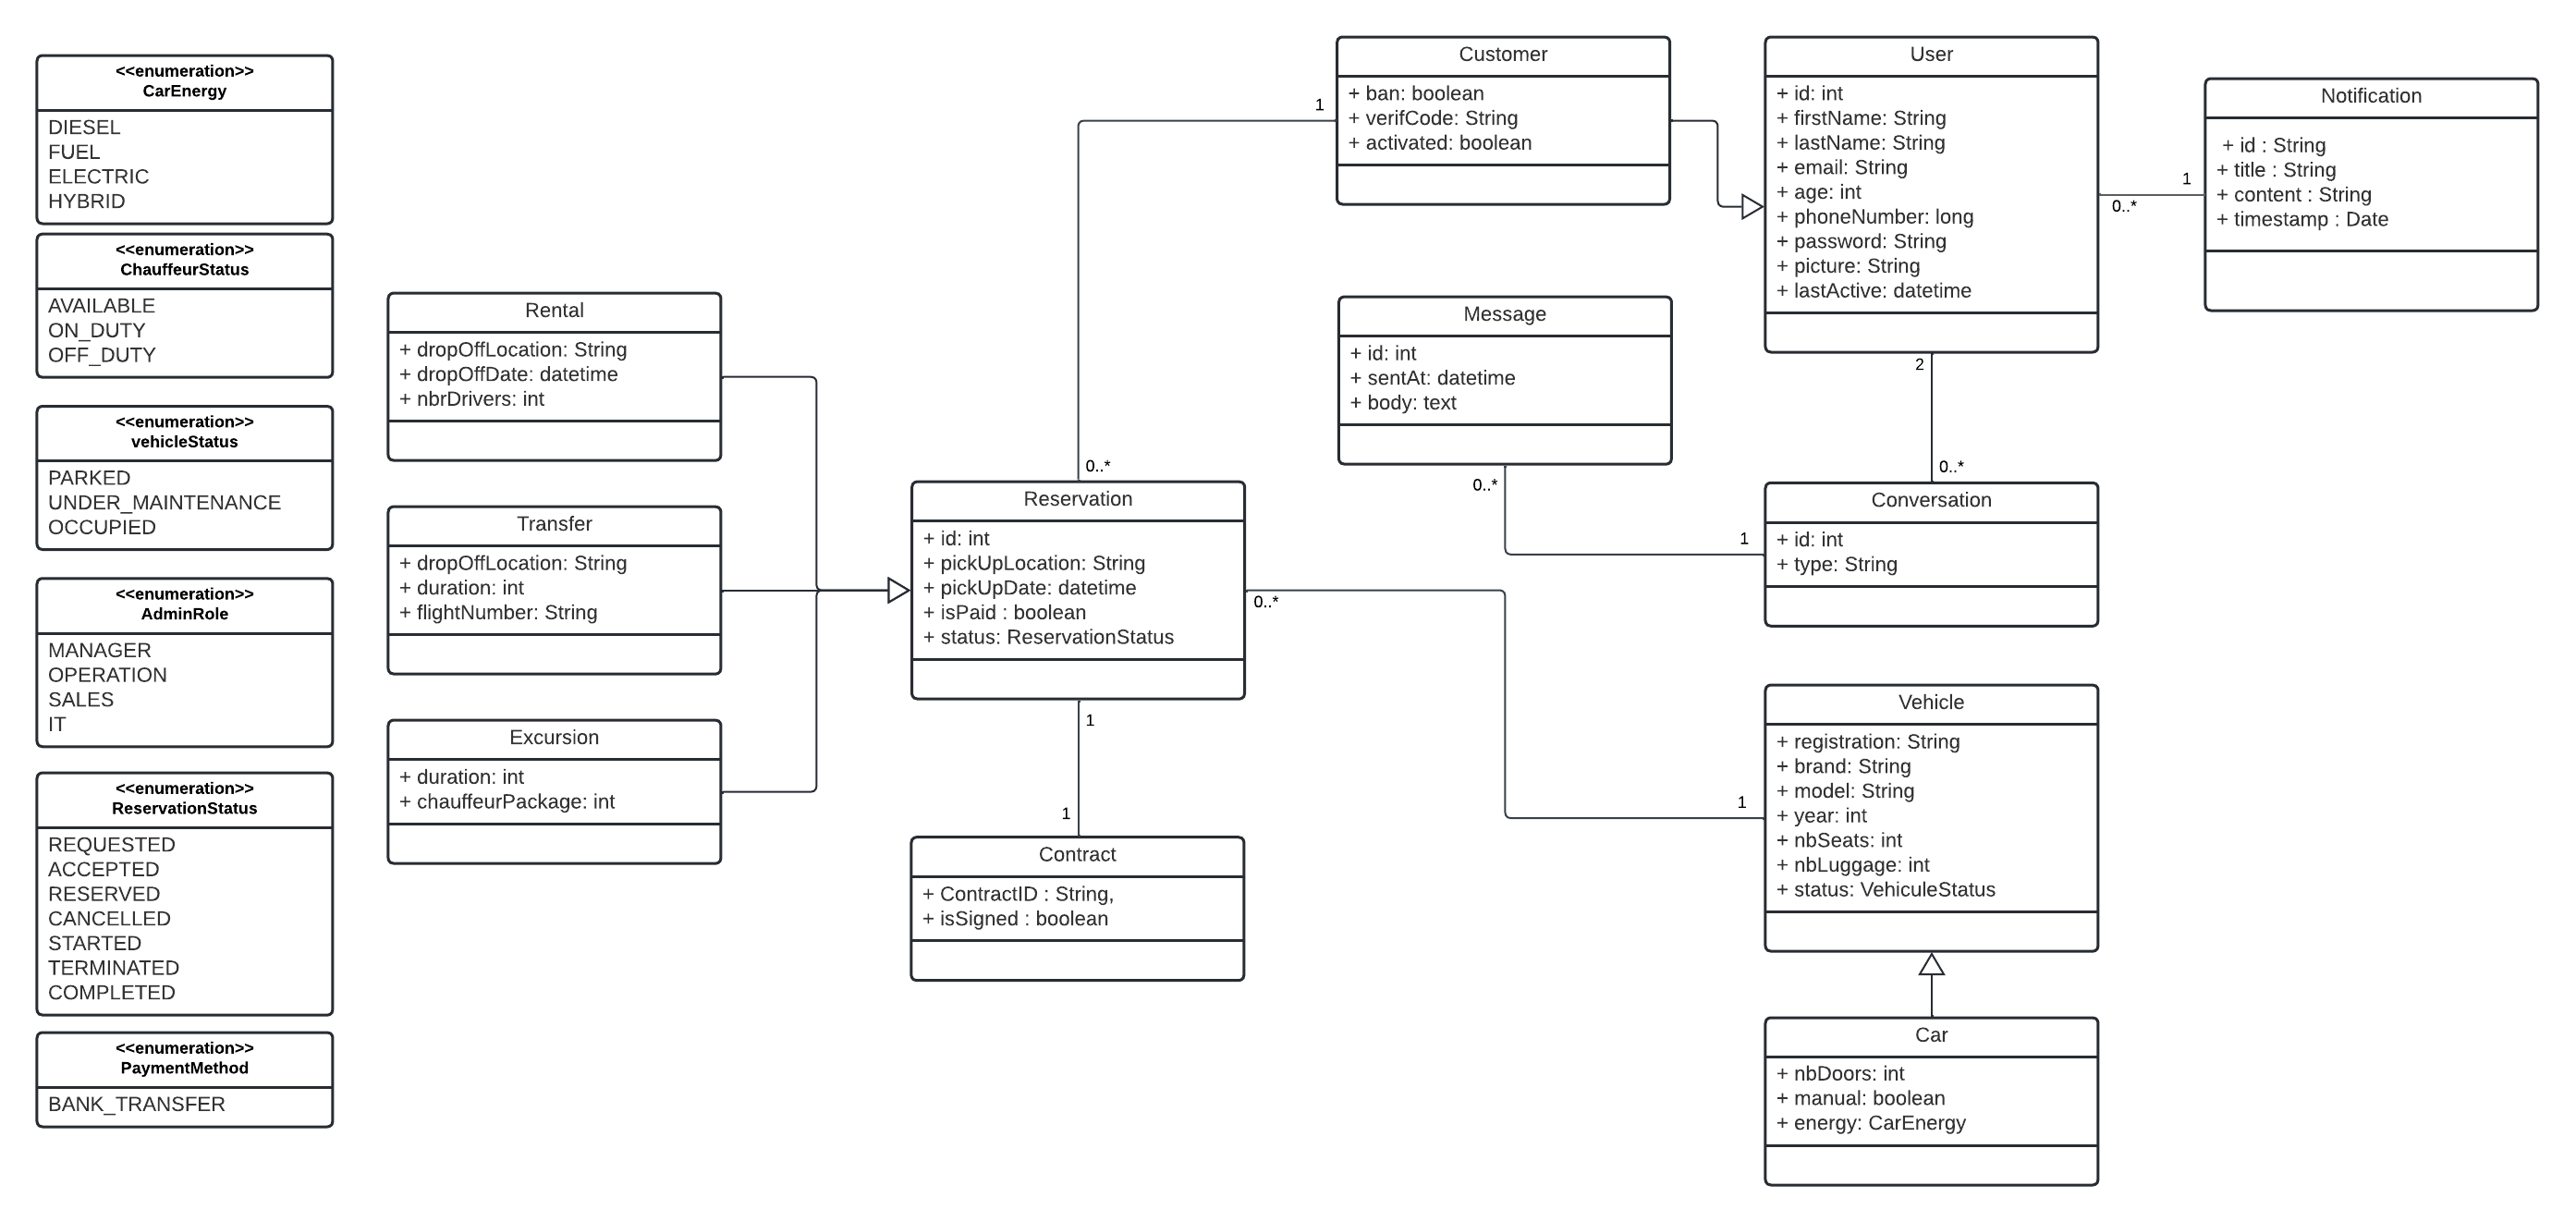 <<enumeration>>
CarEnergy
DIESEL
FUEL
ELECTRIC
HYBRID
<<enumeration>>
ChauffeurStatus
AVAILABLE
ON_DUTY
OFF_DUTY
<<enumeration>>
vehicleStatus
PARKED
UNDER_MAINTENANCE
OCCUPIED
<<enumeration>>
AdminRole
MANAGER
OPERATION
SALES
IT
<<enumeration>>
ReservationStatus
REQUESTED
ACCEPTED
RESERVED
CANCELLED
STARTED
TERMINATED
COMPLETED
<<enumeration>>
PaymentMethod
BANK_TRANSFER
Rental
+ dropOffLocation: String
+ dropOffDate: datetime
+ nbrDrivers: int
Transfer
+ dropOffLocation: String
+ duration: int
+ flightNumber: String
Excursion
+ duration: int
+ chauffeurPackage: int
1
0..*
Reservation
+ id: int
+ pickUpLocation: String
+ pickUpDate: datetime
+ isPaid : boolean
+ status: ReservationStatus
0..*
1
1
Contract
+ ContractID : String,
+ isSigned : boolean
Customer
+ ban: boolean
+ verifCode: String
+ activated: boolean
Message
+ id: int
+ sentAt: datetime
+ body: text
0..*
1
User
+ id: int
+ firstName: String
+ lastName: String
+ email: String
+ age: int
+ phoneNumber: long
+ password: String
+ picture: String
+ lastActive: datetime
2
0..*
Conversation
+ id: int
+ type: String
1
Vehicle
+ registration: String
+ brand: String
+ model: String
+ year: int
+ nbSeats: int
+ nbLuggage: int
+ status: VehiculeStatus
Car
+ nbDoors: int
+ manual: boolean
+ energy: CarEnergy
1
0..*
Notification
+ id : String
+ title : String
+ content : String
+ timestamp : Date